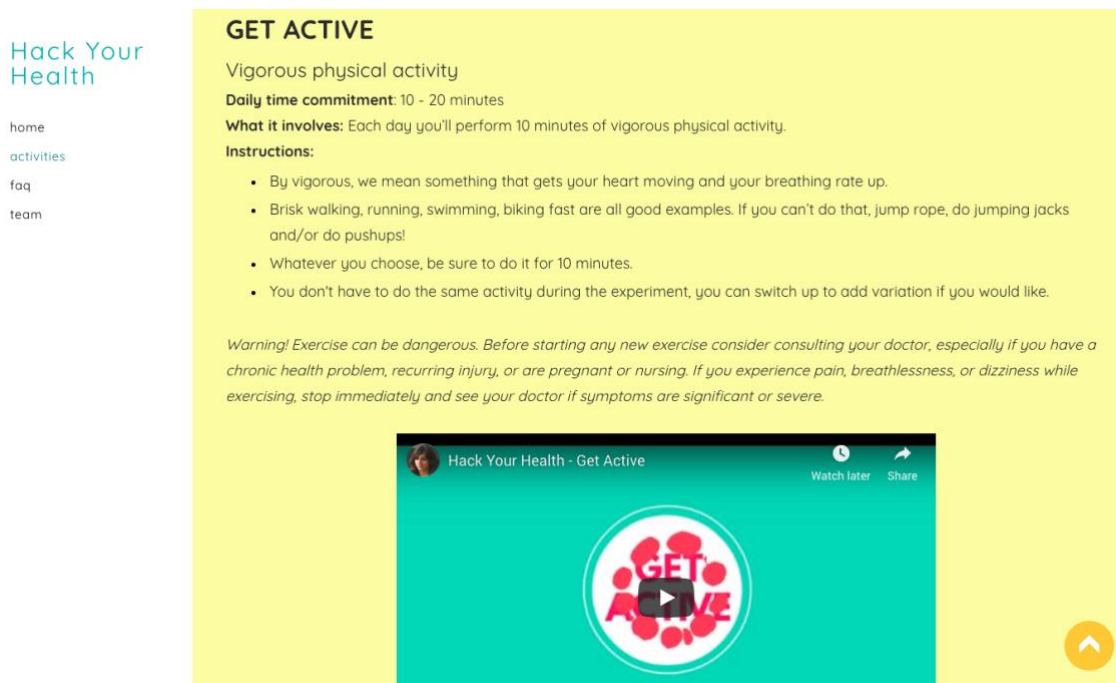 Hack Your
Health
home
activities
faq
team
GET ACTIVE
Vigorous physical activity
Daily time commitment: 10 - 20 minutes
What it involves: Each day you'll perform 10 minutes of vigorous physical activity.
Instructions:
• By vigorous, we mean something that gets your heart moving and your breathing rate up.
• Brisk walking, running, swimming, biking fast are all good examples. If you can't do that, jump rope, do jumping jacks
and/or do pushups!
• Whatever you choose, be sure to do it for 10 minutes.
• You don't have to do the same activity during the experiment, you can switch up to add variation if you would like.
Warning! Exercise can be dangerous. Before starting any new exercise consider consulting your doctor, especially if you have a
chronic health problem, recurring injury, or are pregnant or nursing. If you experience pain, breathlessness, or dizziness while
exercising, stop immediately and see your doctor if symptoms are significant or severe.
Hack Your Health - Get Active
Watch later
Share
GET
ACTIVE